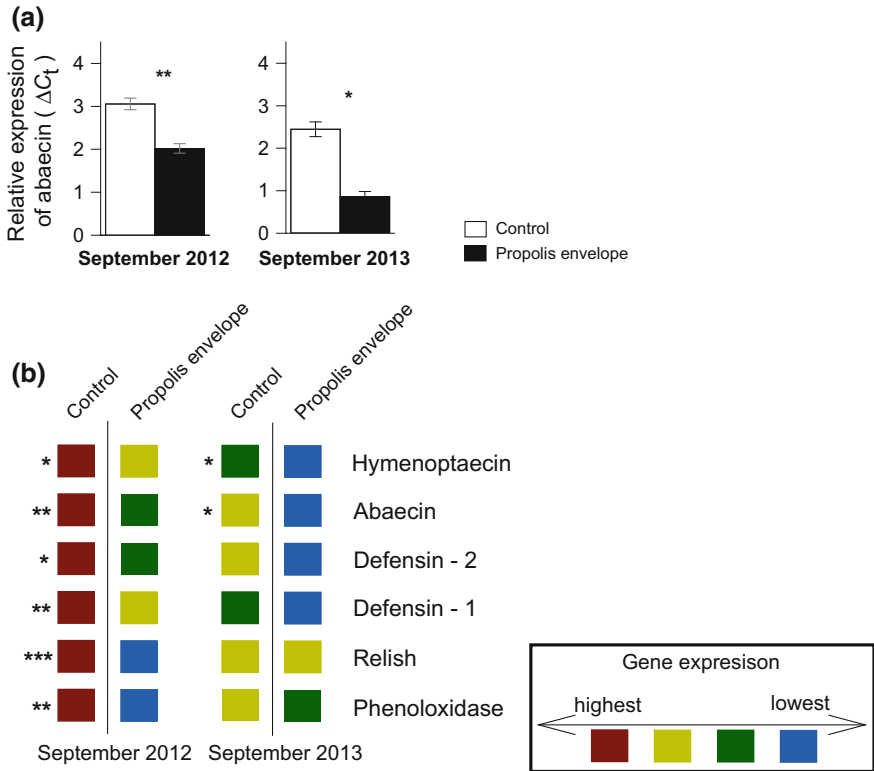 (a)
Relative expression
of abaecin ( ΔCt)
4
3
2
1
0
**
September 2012
4
3
2
1
0
*
September 2013
Control
Propolis envelope
(b)
Control
Propolis envelope
Control
Propolis envelope
* * Hymenoptaecin
** * Abaecin
* Defensin - 2
** Defensin - 1
*** Relish
** Phenoloxidase
September 2012 September 2013
Gene expresison
highest lowest